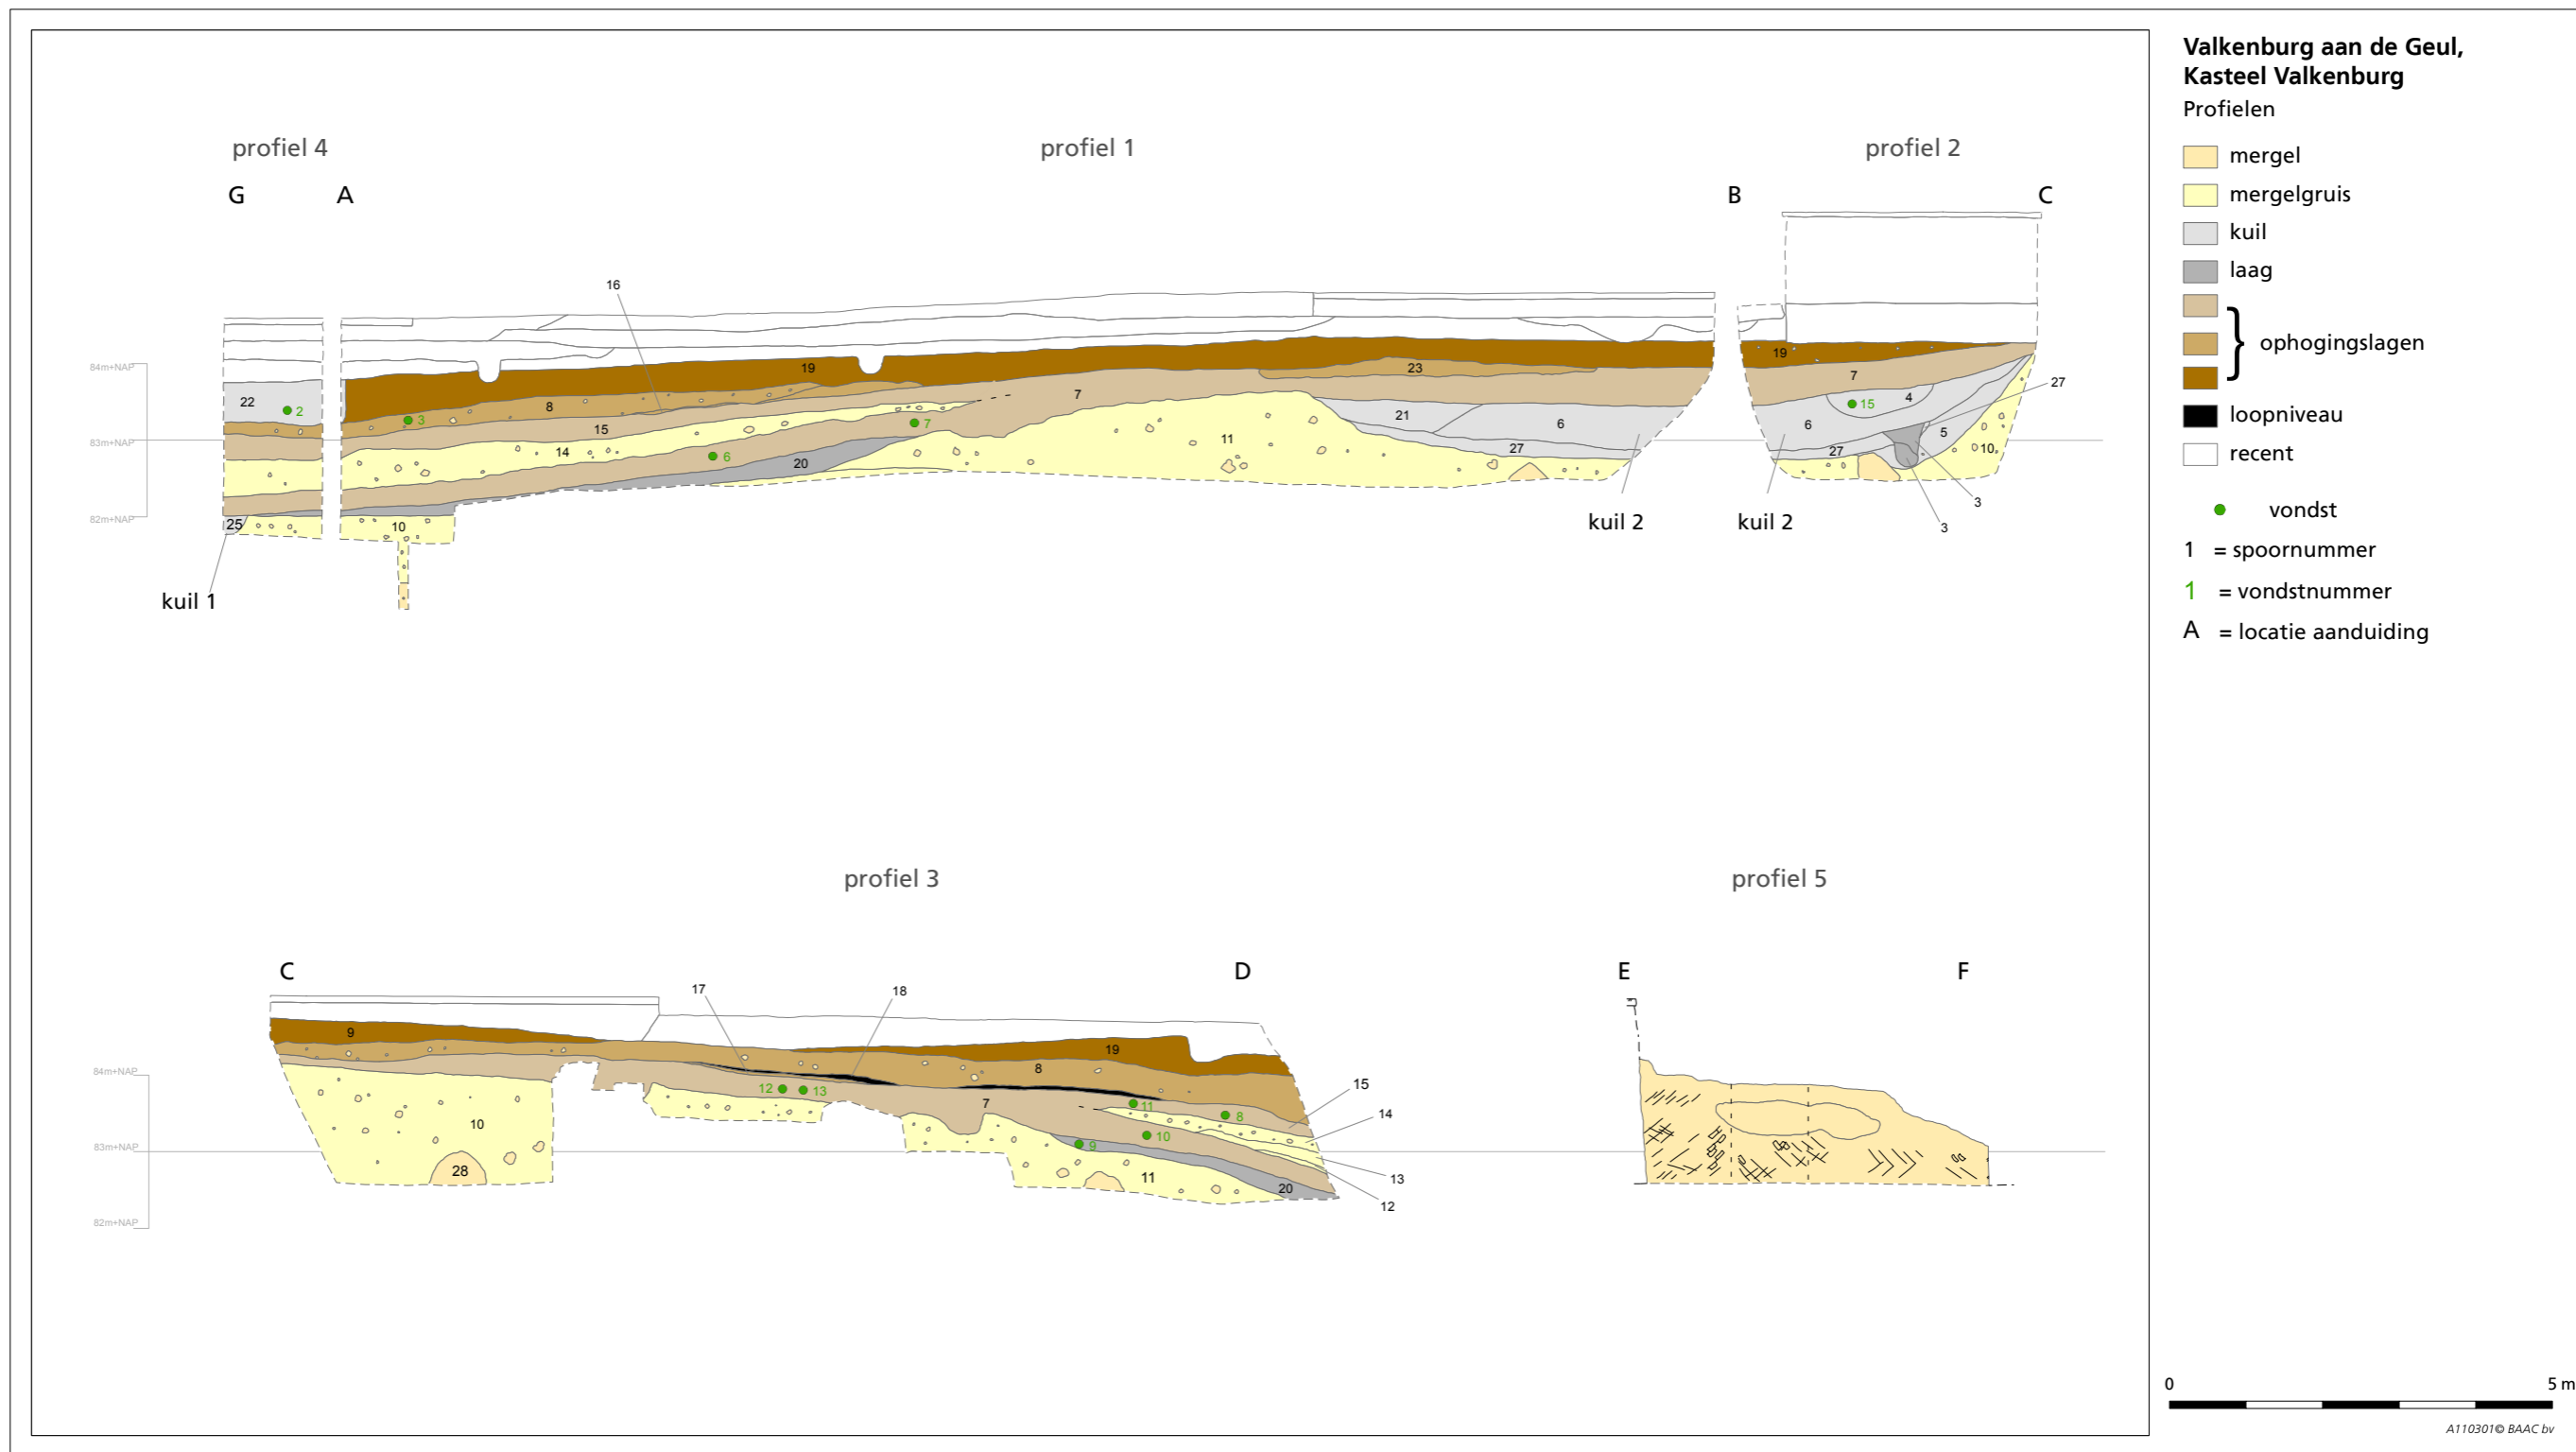 Valkenburg aan de Geul,
Kasteel Valkenburg
Profielen
mergel
mergelgruis
kuil
laag
} ophogingslagen
loopniveau
recent
vondst
1 = spoornummer
1 = vondstnummer
A = locatie aanduiding
profiel 4
profiel 1
profiel 2
G A B C
16
84m+NAP
83m+NAP
82m+NAP
22 2
3 8 19 23 19
7 7 27
15 4
15 7 21 6 6
14 11 5
6 20 27 27 10
25 10 3
3
kuil 2 kuil 2
kuil 1
profiel 3
profiel 5
C D E F
17 18
9 19
84m+NAP
83m+NAP
82m+NAP
8
12 13 7 11 8 15
10 9 10 14
28 11 20 13
12
0 5 m
A110301© BAAC bv